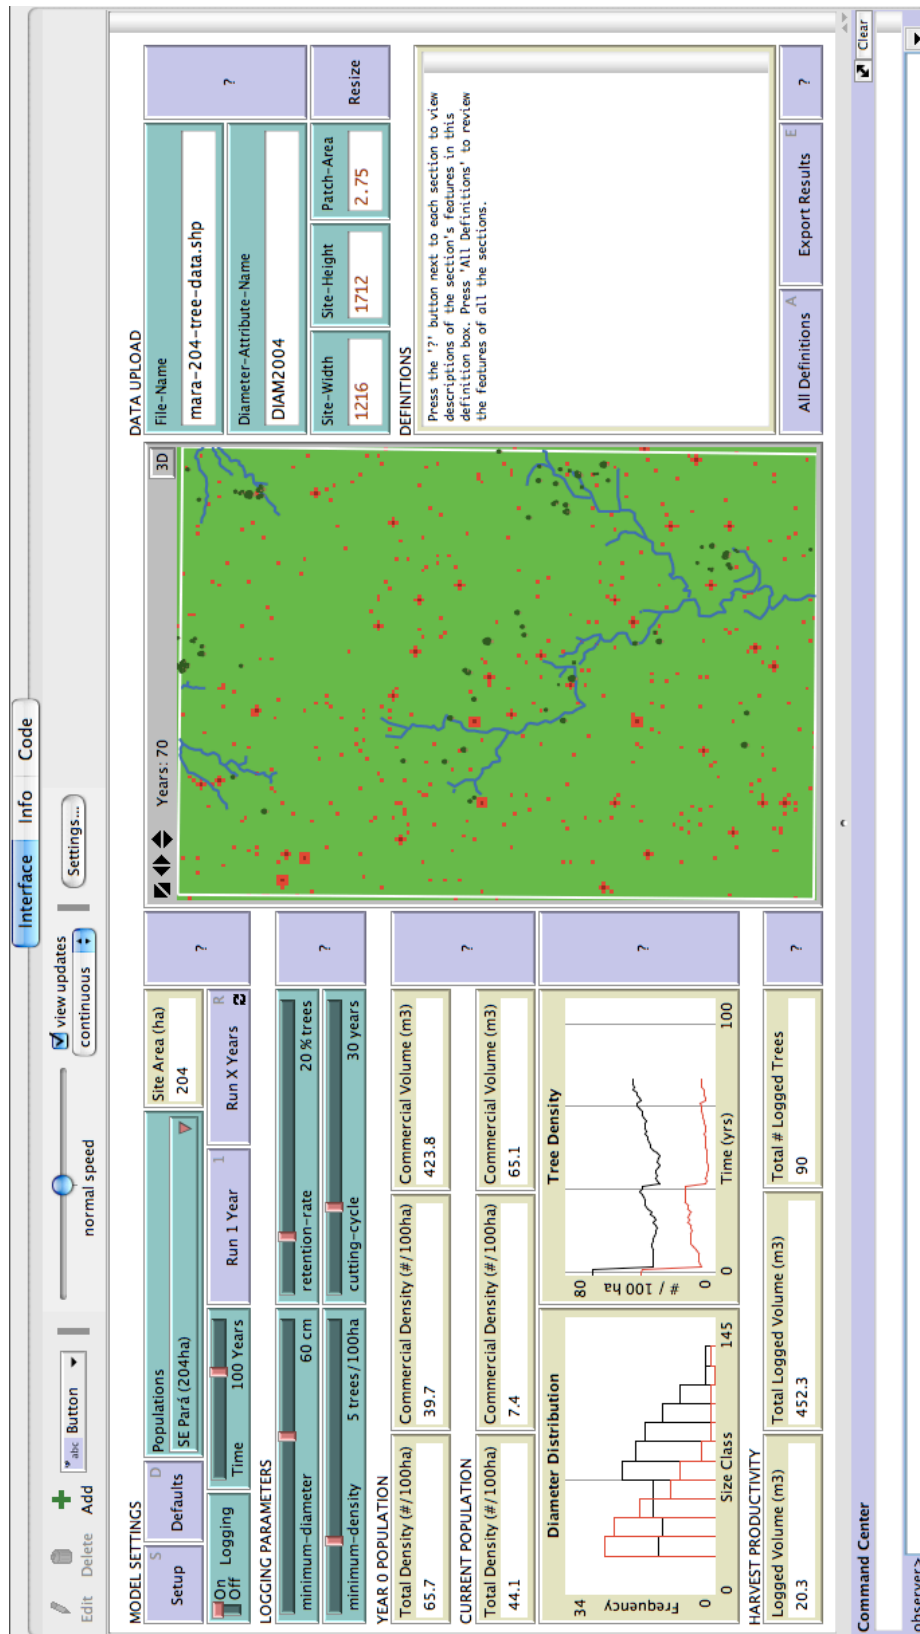 Interface Info Code
Edit Delete Add
abc Button
normal speed
view updates
continuous
Settings...
MODEL SETTINGS
Setup S
Defaults D
Populations
SE Pará (204ha)
Site Area (ha)
204
?
On
Off
Logging
Time 100 Years
Run 1 Year 1
Run X Years R
LOGGING PARAMETERS
minimum-diameter 60 cm
retention-rate 20 % trees
?
minimum-density 5 trees/100ha
cutting-cycle 30 years
YEAR 0 POPULATION
Total Density (#/100ha)
65.7
Commercial Density (#/100ha)
39.7
Commercial Volume (m3)
423.8
?
CURRENT POPULATION
Total Density (#/100ha)
44.1
Commercial Density (#/100ha)
7.4
Commercial Volume (m3)
65.1
Diameter Distribution
34
Frequency
0
0
Size Class
145
Tree Density
80
# / 100 ha
0
0
Time (yrs)
100
?
HARVEST PRODUCTIVITY
Logged Volume (m3)
20.3
Total Logged Volume (m3)
452.3
Total # Logged Trees
90
?
Years: 70
3D
DATA UPLOAD
File-Name
mara-204-tree-data.shp
?
Diameter-Attribute-Name
DIAM2004
Site-Width
1216
Site-Height
1712
Patch-Area
2.75
Resize
DEFINITIONS
Press the '?' button next to each section to view
descriptions of the section's features in this
definition box. Press 'All Definitions' to review
the features of all the sections.
All Definitions A
Export Results E
?
Command Center
Clear
observer>